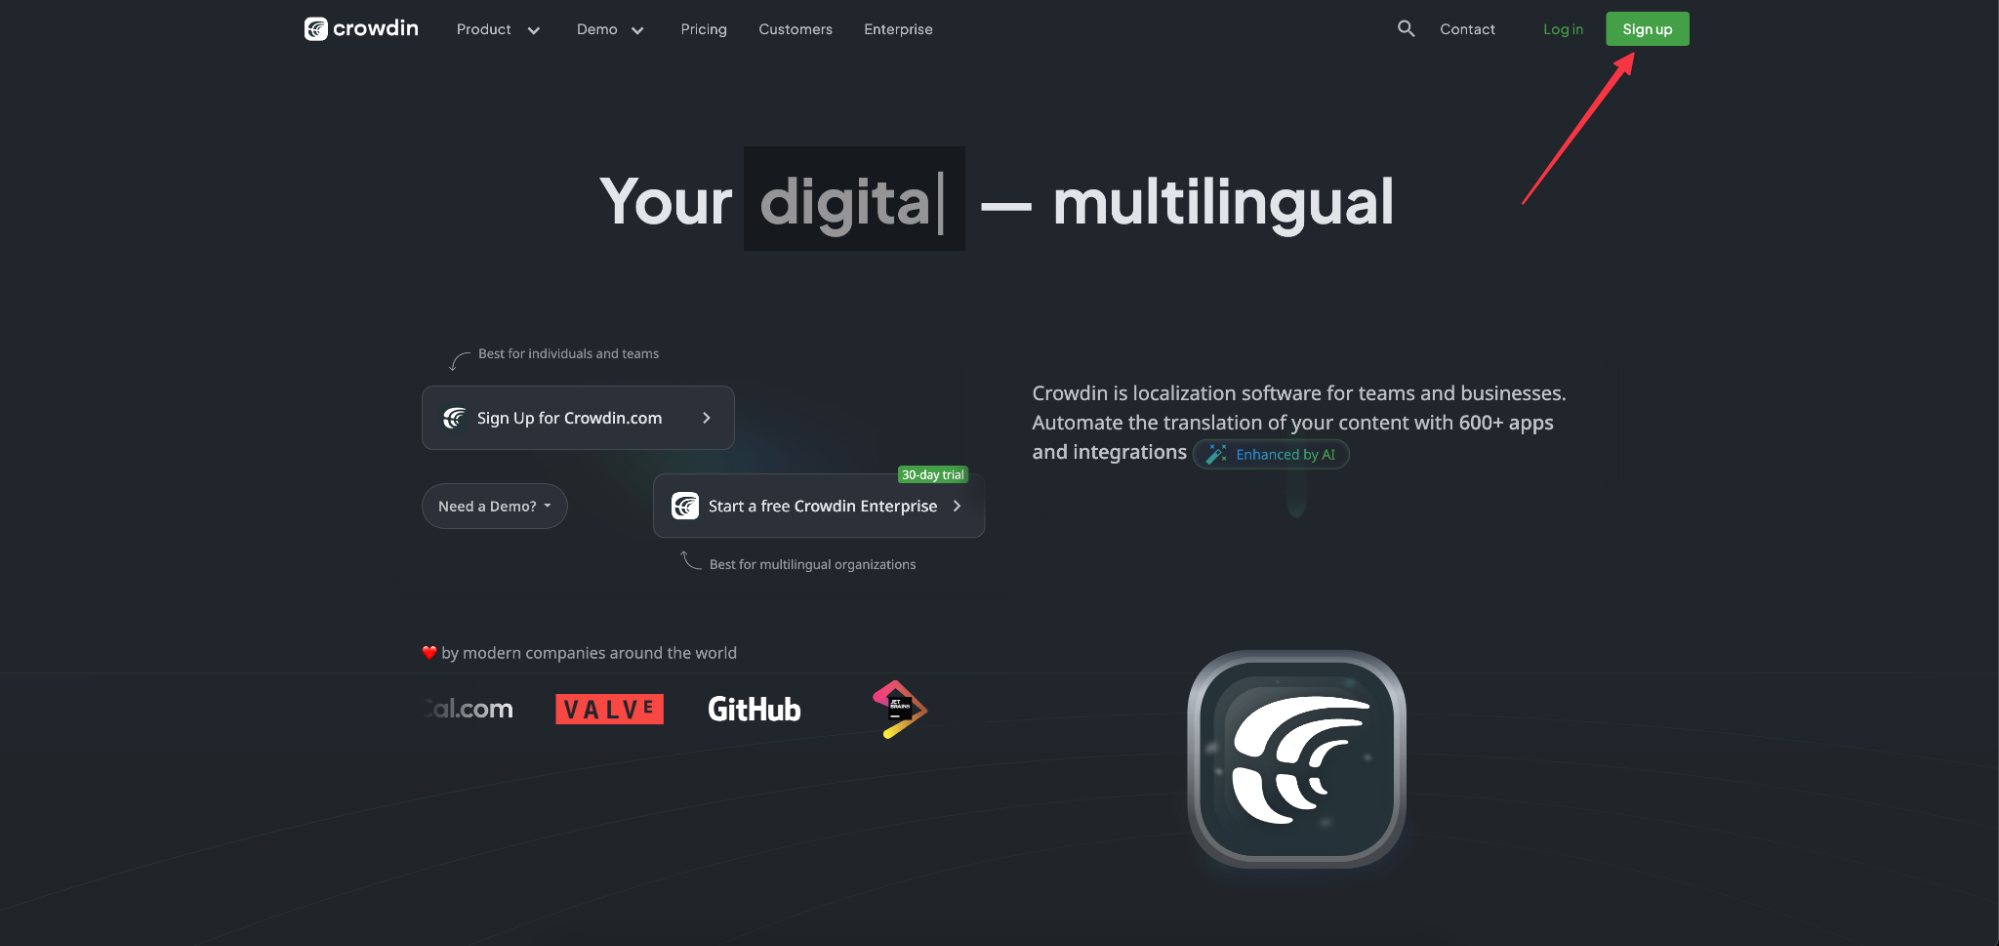 crowdin
Product
Demo
Pricing
Customers
Enterprise
Contact
Log in
Sign up
Your digita — multilingual
Best for individuals and teams
Sign Up for Crowdin.com
30-day trial
Need a Demo?
Start a free Crowdin Enterprise
Best for multilingual organizations
Crowdin is localization software for teams and businesses.
Automate the translation of your content with 600+ apps
and integrations
Enhanced by AI
❤️ by modern companies around the world
Cal.com
VALVE
GitHub
JET
BRAINS